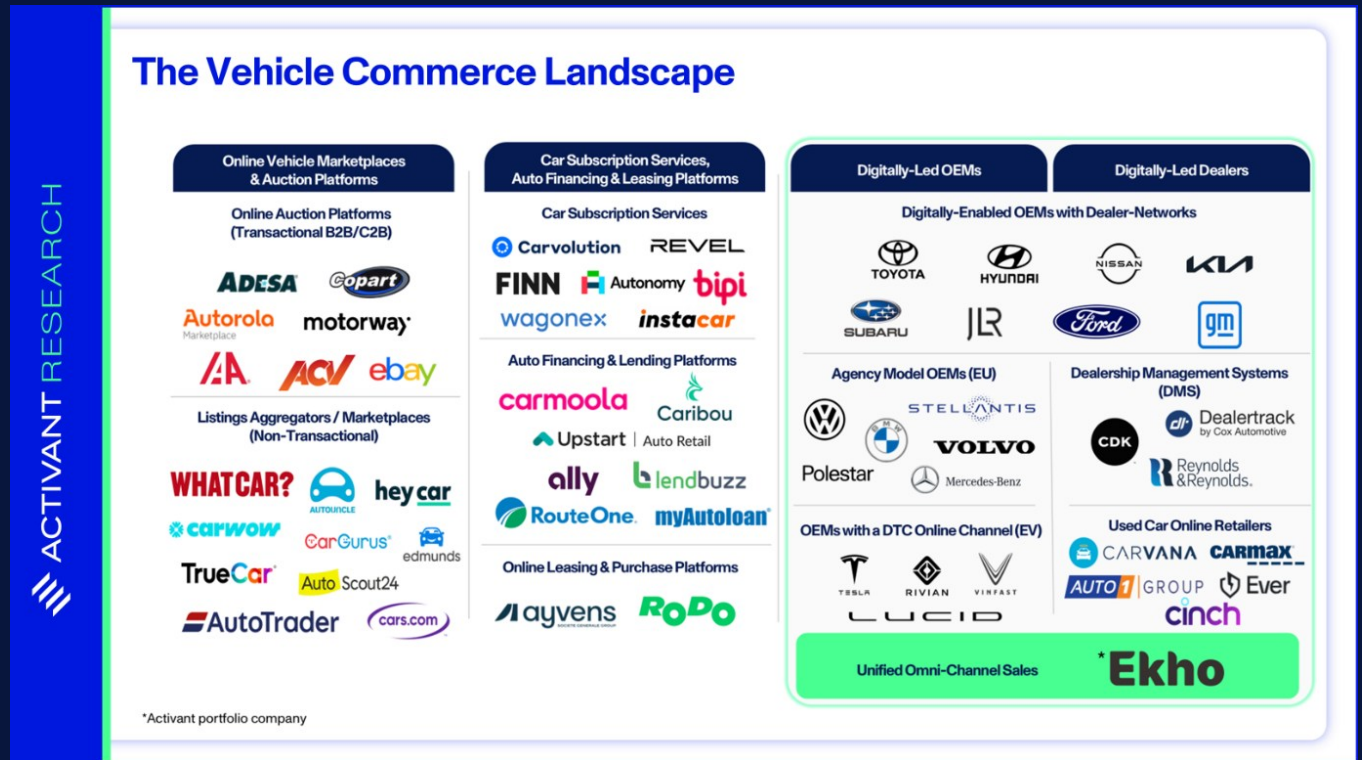 ACTIVANT RESEARCH
The Vehicle Commerce Landscape
Online Vehicle Marketplaces
& Auction Platforms
Online Auction Platforms
(Transactional B2B/C2B)
ADESA
Copart
Autorola
Marketplace
motorway
IAA
ACV
ebay
Listings Aggregators / Marketplaces
(Non-Transactional)
WHATCAR?
AUTOUNCLE
hey car
carwow
CarGurus
edmunds
TrueCar
AutoScout24
AutoTrader
cars.com
Car Subscription Services,
Auto Financing & Leasing Platforms
Car Subscription Services
Carvolution
REVEL
FINN
Autonomy
bipi
wagonex
instacar
Auto Financing & Lending Platforms
carmoola
Caribou
Upstart | Auto Retail
ally
lendbuzz
RouteOne
myAutoloan
Online Leasing & Purchase Platforms
ayvens
SOCIETE GENERALE GROUP
RODO
Digitally-Led OEMs
Digitally-Led Dealers
Digitally-Enabled OEMs with Dealer-Networks
TOYOTA
HYUNDAI
NISSAN
KIA
SUBARU
JLR
Ford
gm
Agency Model OEMs (EU)
STELLANTIS
BMW
VOLVO
Polestar
Mercedes-Benz
Dealership Management Systems
(DMS)
CDK
dt.
Dealertrack
by Cox Automotive
Reynolds
&Reynolds.
OEMs with a DTC Online Channel (EV)
TESLA
RIVIAN
VINFAST
LUCID
Used Car Online Retailers
CARVANA
CARMAX
AUTO1 GROUP
Ever
cinch
Unified Omni-Channel Sales
*Ekho
*Activant portfolio company